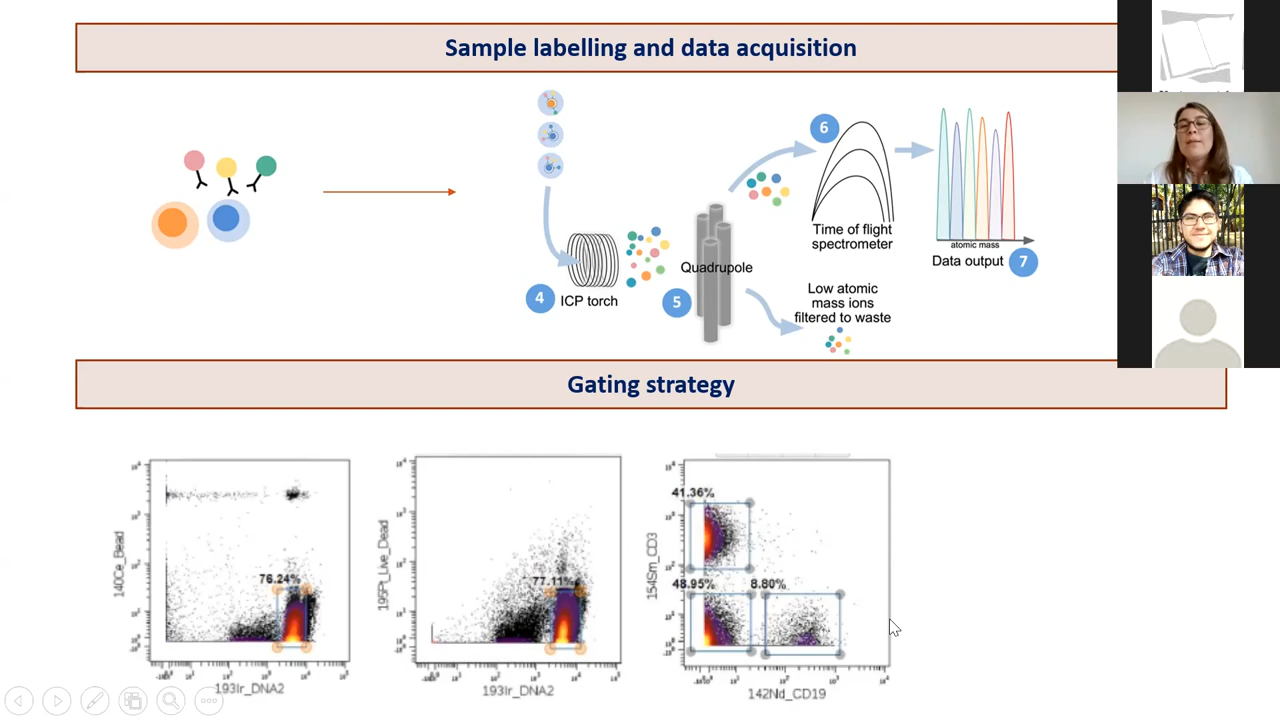 Sample labelling and data acquisition
6
Time of flight
spectrometer
atomic mass
Data output 7
Quadrupole
4 ICP torch
5
Low atomic
mass ions
filtered to waste
Gating strategy
140Ce_Bead
76.24%
193Ir_DNA2
195Pt_Live_Dead
77.11%
193Ir_DNA2
154Sm_CD3
41.36%
48.95% 8.80%
142Nd_CD19